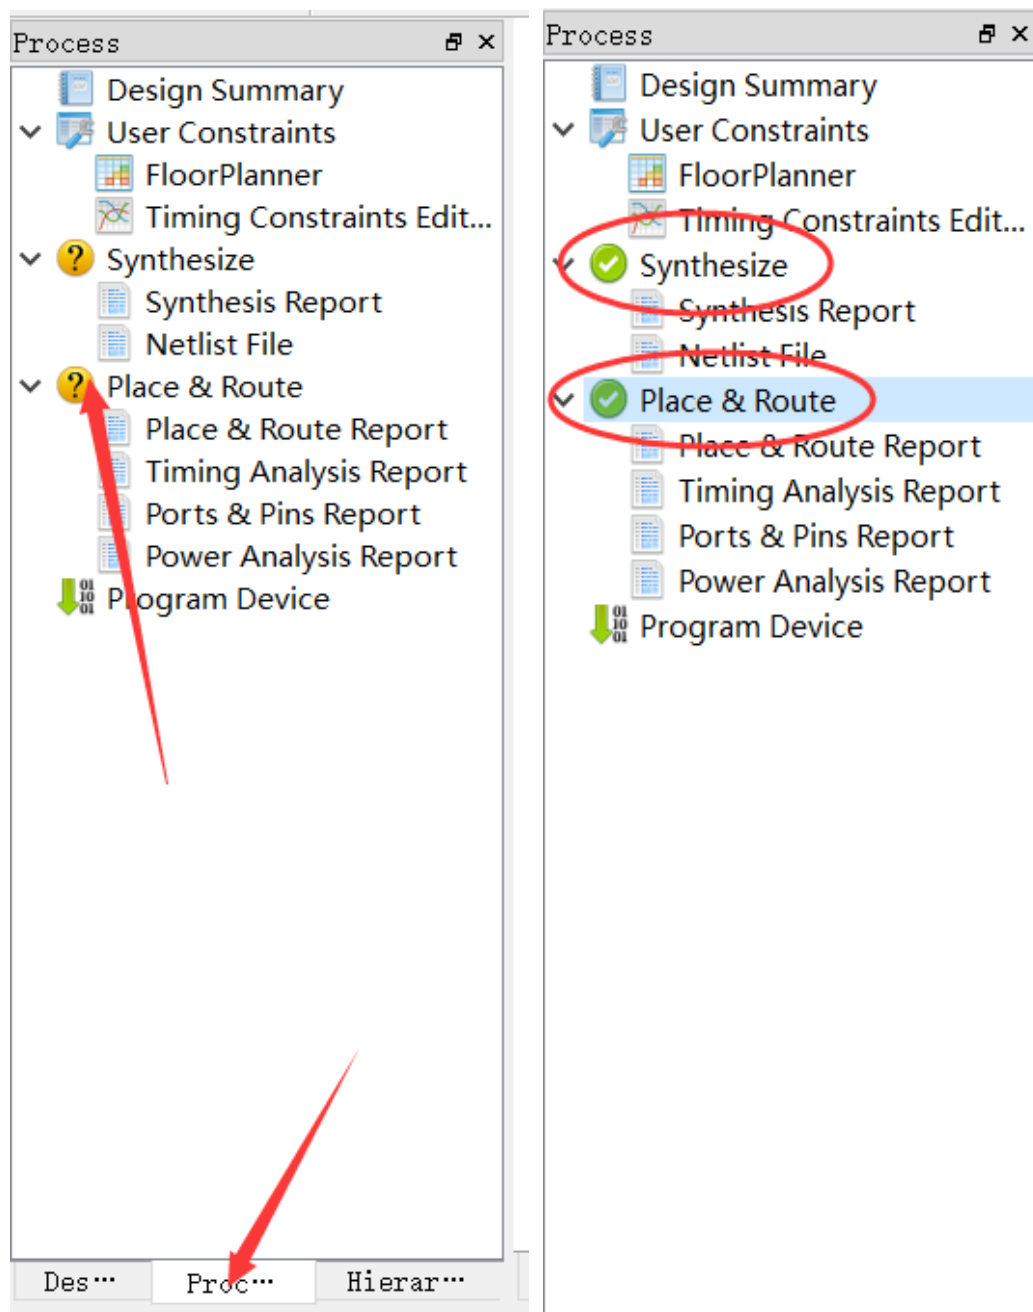 Process
Design Summary
User Constraints
FloorPlanner
Timing Constraints Edit...
Synthesize
Synthesis Report
Netlist File
Place & Route
Place & Route Report
Timing Analysis Report
Ports & Pins Report
Power Analysis Report
Program Device
Des...
Proc...
Hierar...
Process
Design Summary
User Constraints
FloorPlanner
Timing Constraints Edit...
Synthesize
Synthesis Report
Netlist File
Place & Route
Place & Route Report
Timing Analysis Report
Ports & Pins Report
Power Analysis Report
Program Device